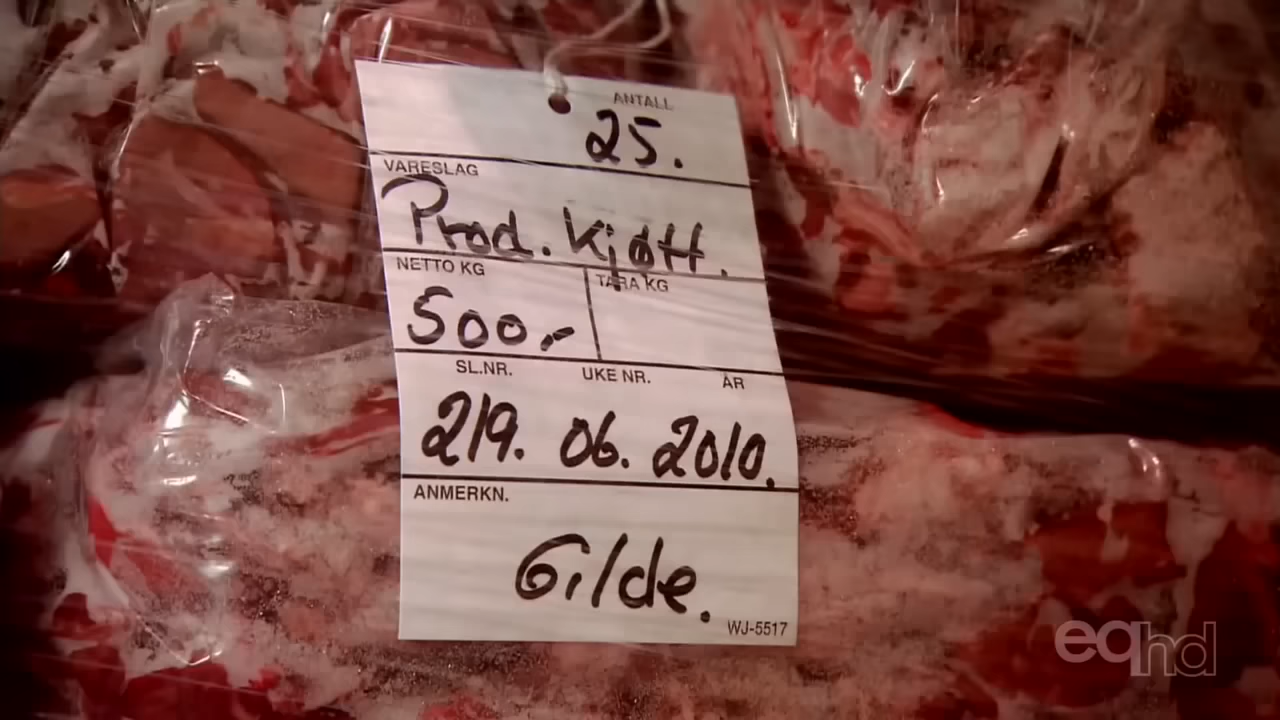 ANTALL
25.
VARESLAG
Prod. Kjøtt.
NETTO KG TARA KG
500,-
SL.NR. UKE NR. ÅR
219. 06. 2010.
ANMERKN.
Gilde.
WJ-5517
eqhd